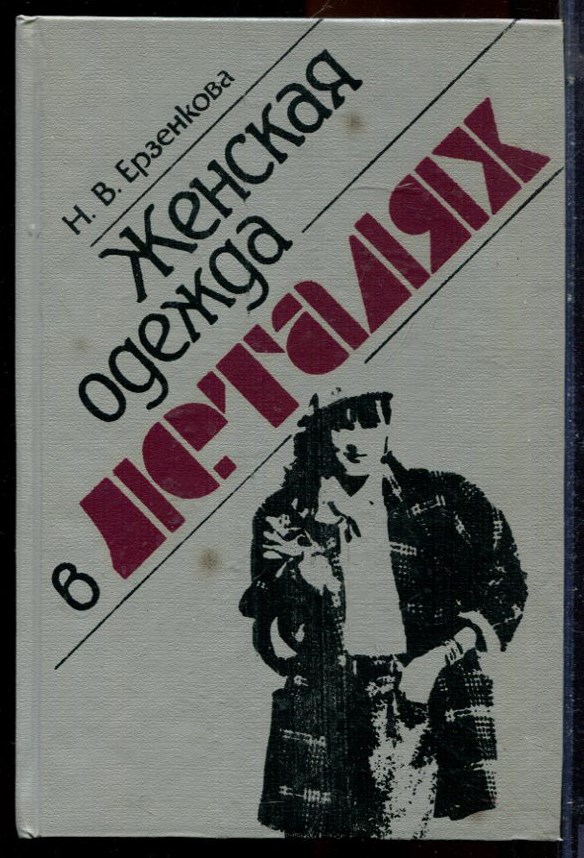 Н. В. Ерзенкова
Женская
одежда
в деталях